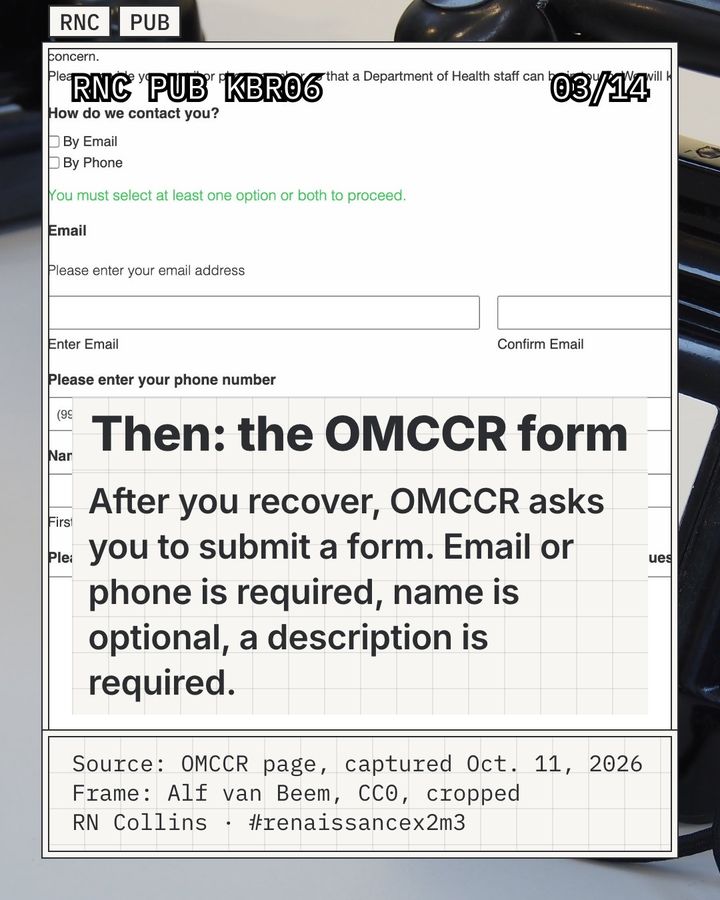 RNC PUB
concern.
that a Department of Health staff can
RNC PUB KBR06 03/14
How do we contact you?
By Email
By Phone
You must select at least one option or both to proceed.
Email
Please enter your email address
Enter Email Confirm Email
Please enter your phone number
(99
Then: the OMCCR form
After you recover, OMCCR asks
you to submit a form. Email or
phone is required, name is
optional, a description is
required.
Source: OMCCR page, captured Oct. 11, 2026
Frame: Alf van Beem, CC0, cropped
RN Collins · #renaissancex2m3